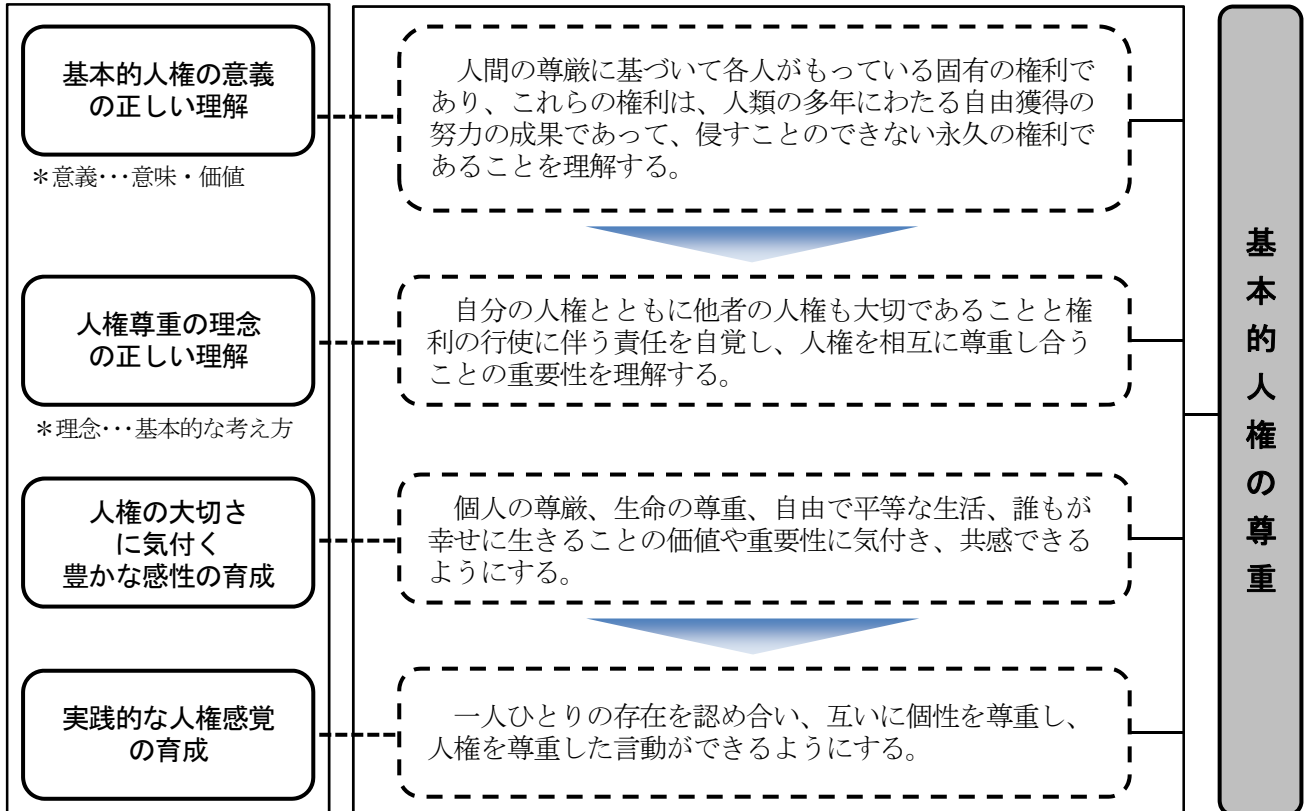 基本的人権の意義
の正しい理解
＊意義･･･意味・価値
　人間の尊厳に基づいて各人がもっている固有の権利で
あり、これらの権利は、人類の多年にわたる自由獲得の
努力の成果であって、侵すことのできない永久の権利で
あることを理解する。
人権尊重の理念
の正しい理解
＊理念･･･基本的な考え方
　自分の人権とともに他者の人権も大切であることと権
利の行使に伴う責任を自覚し、人権を相互に尊重し合う
ことの重要性を理解する。
人権の大切さ
に気付く
豊かな感性の育成
　個人の尊厳、生命の尊重、自由で平等な生活、誰もが
幸せに生きることの価値や重要性に気付き、共感できる
ようにする。
実践的な人権感覚
の育成
　一人ひとりの存在を認め合い、互いに個性を尊重し、
人権を尊重した言動ができるようにする。
基本的人権の尊重